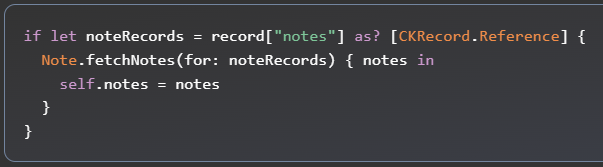 if let noteRecords = record["notes"] as? [CKRecord.Reference] {
  Note.fetchNotes(for: noteRecords) { notes in
    self.notes = notes
  }
}